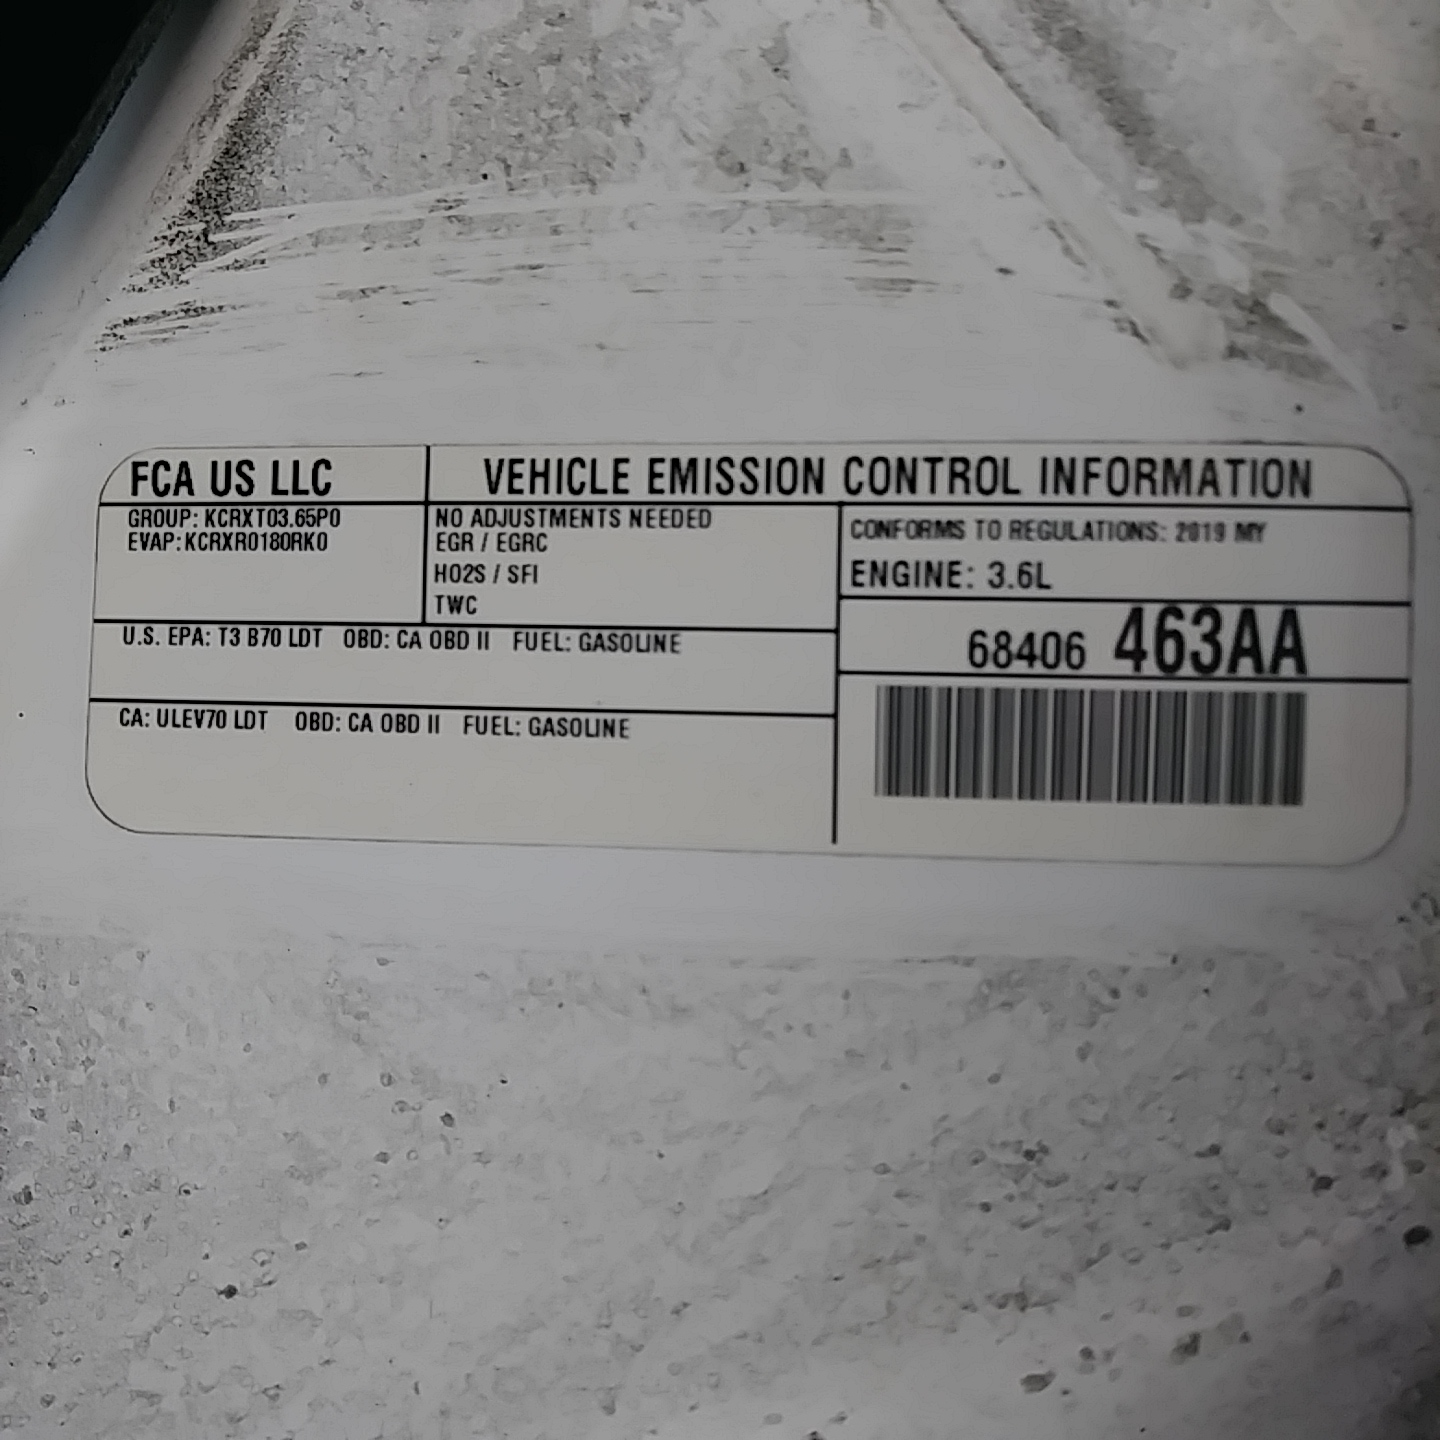 FCA US LLC
VEHICLE EMISSION CONTROL INFORMATION
GROUP: KCRXT03.65P0
EVAP: KCRXR0180RK0
NO ADJUSTMENTS NEEDED
EGR / EGRC
HO2S / SFI
TWC
CONFORMS TO REGULATIONS: 2019 MY
ENGINE: 3.6L
68406 463AA
U.S. EPA: T3 B70 LDT OBD: CA OBD II FUEL: GASOLINE
CA: ULEV70 LDT OBD: CA OBD II FUEL: GASOLINE